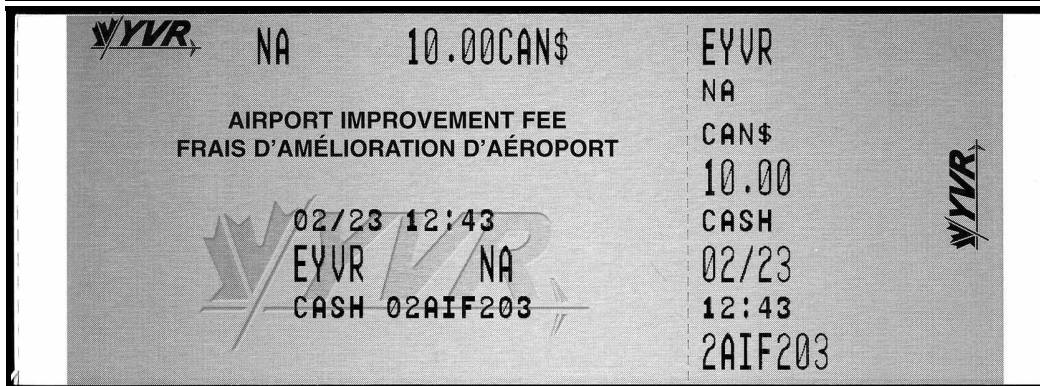 YVR
NA 10.00CAN$
AIRPORT IMPROVEMENT FEE
FRAIS D'AMÉLIORATION D'AÉROPORT
YVR
02/23 12:43
EYVR NA
CASH 02AIF203
EYVR
NA
CAN$
10.00
CASH
02/23
12:43
2AIF203
YVR